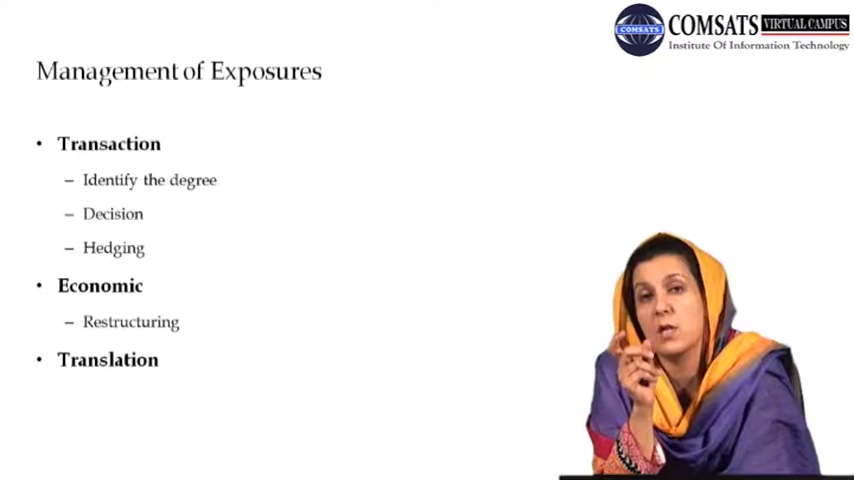 COMSATS VIRTUAL CAMPUS
COMSATS
Institute Of Information Technology
Management of Exposures
• Transaction
– Identify the degree
– Decision
– Hedging
• Economic
– Restructuring
• Translation